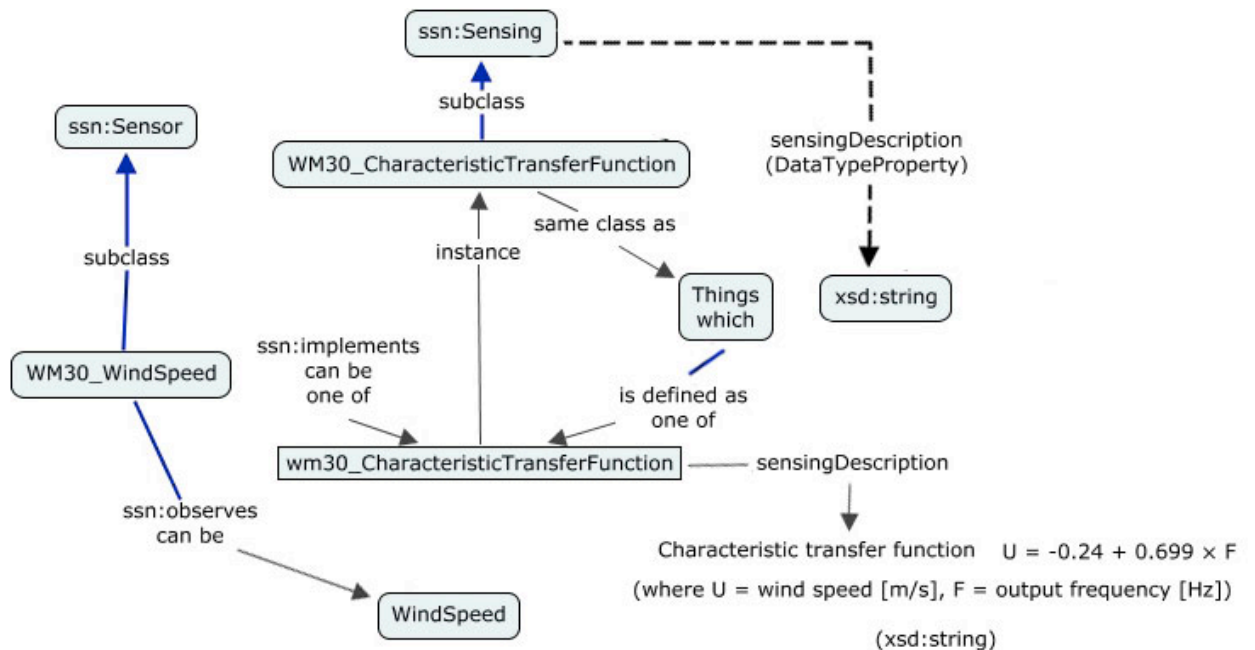 ssn:Sensing
subclass
ssn:Sensor
WM30_CharacteristicTransferFunction
sensingDescription
(DataTypeProperty)
same class as
instance
subclass
Things
which
xsd:string
ssn:implements
can be
one of
WM30_WindSpeed
is defined as
one of
wm30_CharacteristicTransferFunction
sensingDescription
ssn:observes
can be
Characteristic transfer function U = -0.24 + 0.699 × F
(where U = wind speed [m/s], F = output frequency [Hz])
(xsd:string)
WindSpeed